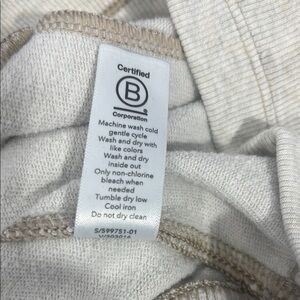 Certified
B
Corporation
Machine wash cold
gentle cycle
Wash and dry with
like colors
Wash and dry
inside out
Only non-chlorine
bleach when
needed
Tumble dry low
Cool iron
Do not dry clean
S/S99751-01